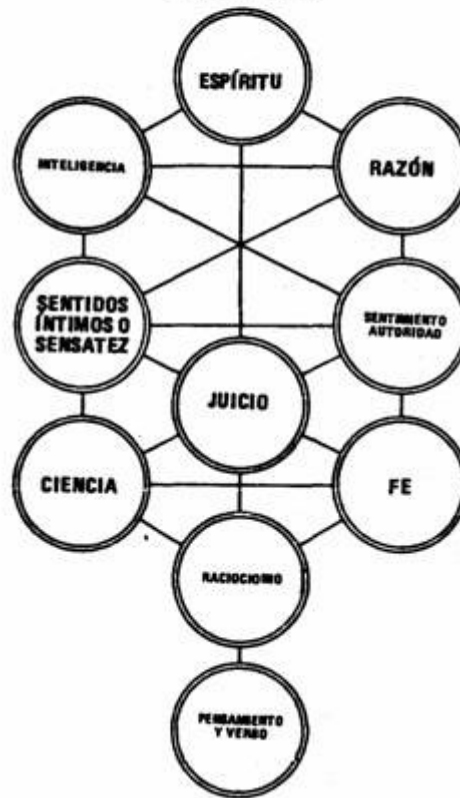 ESPÍRITU
INTELIGENCIA
RAZÓN
SENTIDOS
ÍNTIMOS O
SENSATEZ
SENTIMIENTO
AUTORIDAD
JUICIO
CIENCIA
FE
RACIOCINIO
PENSAMIENTO
Y VERBO